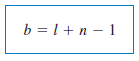 b = l + n − 1